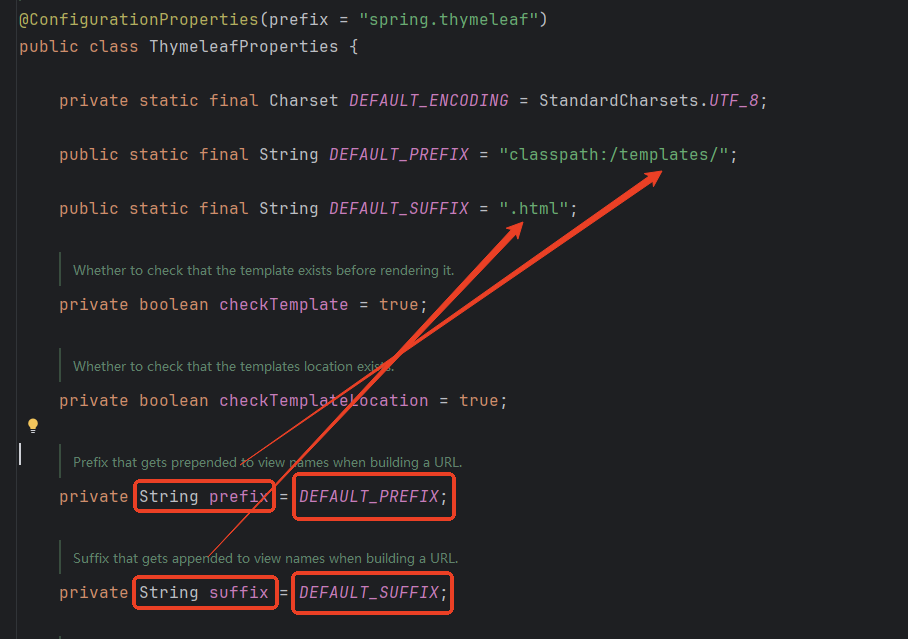 @ConfigurationProperties(prefix = "spring.thymeleaf")
public class ThymeleafProperties {
private static final Charset DEFAULT_ENCODING = StandardCharsets.UTF_8;
public static final String DEFAULT_PREFIX = "classpath:/templates/";
public static final String DEFAULT_SUFFIX = ".html";
Whether to check that the template exists before rendering it.
private boolean checkTemplate = true;
Whether to check that the templates location exists.
private boolean checkTemplateLocation = true;
Prefix that gets prepended to view names when building a URL.
private String prefix = DEFAULT_PREFIX;
Suffix that gets appended to view names when building a URL.
private String suffix = DEFAULT_SUFFIX;